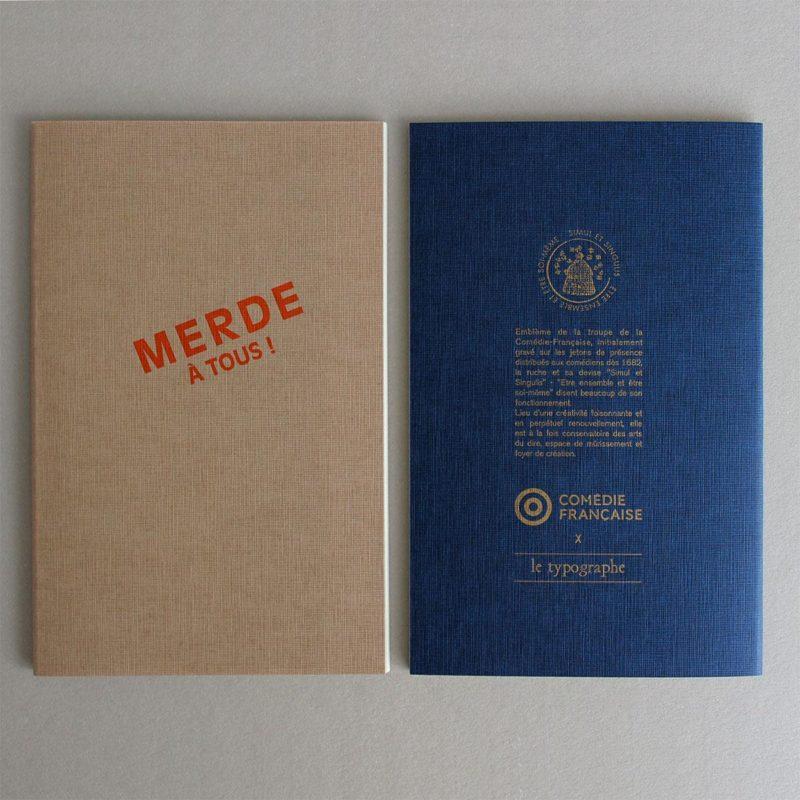 MERDE
À TOUS !
SIMUL ET SINGULIS
ÊTRE ENSEMBLE ET ÊTRE SOI-MÊME
Emblème de la troupe de la
Comédie-Française, initialement
gravé sur les jetons de présence
distribués aux comédiens dès 1682,
la ruche et sa devise "Simul et
Singulis" - "Etre ensemble et être
soi-même" disent beaucoup de son
fonctionnement.
Lieu d'une créativité foisonnante et
en perpétuel renouvellement, elle
est à la fois conservatoire des arts
du dire, espace de mûrissement et
foyer de création.
COMÉDIE
FRANÇAISE
X
le typographe